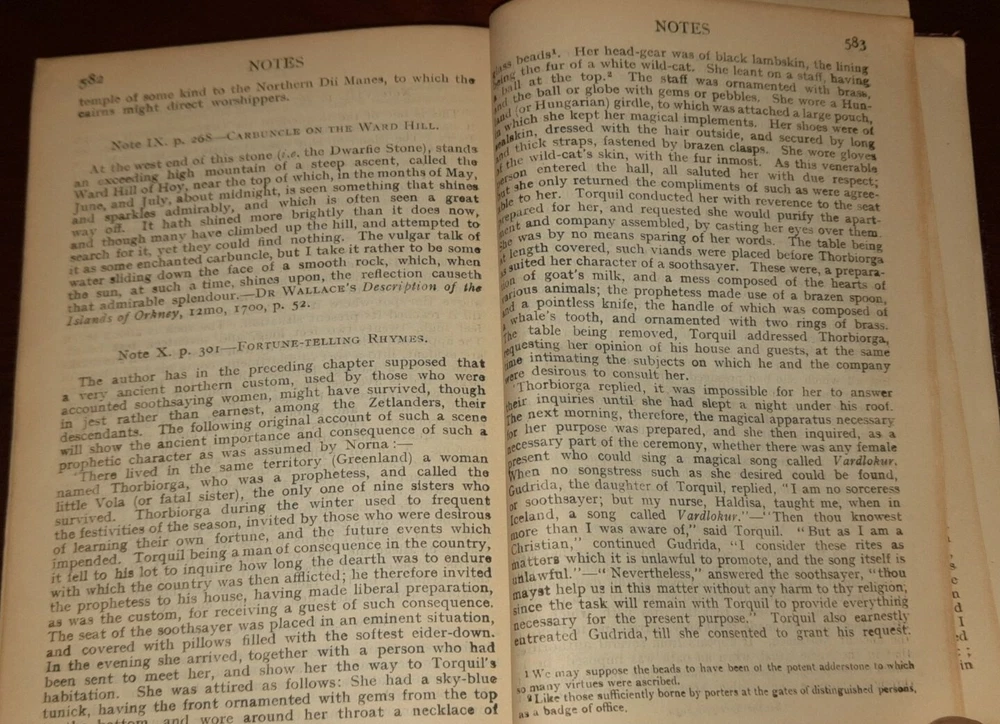 582
NOTES
temple of some kind to the Northern Dii Manes, to which the
cairns might direct worshippers.
Note IX. p. 268—CARBUNCLE ON THE WARD HILL.
At the west end of this stone (i.e. the Dwarfie Stone), stands
an exceeding high mountain of a steep ascent, called the
Ward Hill of Hoy, near the top of which, in the months of May,
June, and July, about midnight, is seen something that shines
and sparkles admirably, and which is often seen a great
way off. It hath shined more brightly than it does now,
and though many have climbed up the hill, and attempted to
search for it, yet they could find nothing. The vulgar talk of
it as some enchanted carbuncle, but I take it rather to be some
water sliding down the face of a smooth rock, which, when
the sun, at such a time, shines upon, the reflection causeth
that admirable splendour.—DR WALLACE'S Description of the
Islands of Orkney, 12mo, 1700, p. 52.
Note X. p. 301—FORTUNE-TELLING RHYMES.
The author has in the preceding chapter supposed that
a very ancient northern custom, used by those who were
accounted soothsaying women, might have survived, though
in jest rather than earnest, among the Zetlanders, their
descendants. The following original account of such a scene
will show the ancient importance and consequence of such a
prophetic character as was assumed by Norna :—
'There lived in the same territory (Greenland) a woman
named Thorbiorga, who was a prophetess, and called the
little Vola (or fatal sister), the only one of nine sisters who
survived. Thorbiorga during the winter used to frequent
the festivities of the season, invited by those who were desirous
of learning their own fortune, and the future events which
impended. Torquil being a man of consequence in the country,
it fell to his lot to inquire how long the dearth was to endure
with which the country was then afflicted; he therefore invited
the prophetess to his house, having made liberal preparation,
as was the custom, for receiving a guest of such consequence.
The seat of the soothsayer was placed in an eminent situation,
and covered with pillows filled with the softest eider-down.
In the evening she arrived, together with a person who had
been sent to meet her, and show her the way to Torquil's
habitation. She was attired as follows: She had a sky-blue
tunick, having the front ornamented with gems from the top
bottom, and wore around her throat a necklace of
NOTES
583
beads¹. Her head-gear was of black lambskin, the lining
being the fur of a white wild-cat. She leant on a staff, having
a ball at the top.² The staff was ornamented with brass,
and the ball or globe with gems or pebbles. She wore a Hun-
land (or Hungarian) girdle, to which was attached a large pouch,
in which she kept her magical implements. Her shoes were of
sealskin, dressed with the hair outside, and secured by long
and thick straps, fastened by brazen clasps. She wore gloves
of the wild-cat's skin, with the fur inmost. As this venerable
person entered the hall, all saluted her with due respect;
but she only returned the compliments of such as were agree-
able to her. Torquil conducted her with reverence to the seat
prepared for her, and requested she would purify the apart-
ment and company assembled, by casting her eyes over them.
She was by no means sparing of her words. The table being
at length covered, such viands were placed before Thorbiorga
as suited her character of a soothsayer. These were, a prepara-
tion of goat's milk, and a mess composed of the hearts of
various animals; the prophetess made use of a brazen spoon,
and a pointless knife, the handle of which was composed of
a whale's tooth, and ornamented with two rings of brass.
The table being removed, Torquil addressed Thorbiorga,
requesting her opinion of his house and guests, at the same
time intimating the subjects on which he and the company
were desirous to consult her.
'Thorbiorga replied, it was impossible for her to answer
their inquiries until she had slept a night under his roof.
The next morning, therefore, the magical apparatus necessary
for her purpose was prepared, and she then inquired, as a
necessary part of the ceremony, whether there was any female
present who could sing a magical song called Vardlokur.
When no songstress such as she desired could be found,
Gudrida, the daughter of Torquil, replied, "I am no sorceress
or soothsayer; but my nurse, Haldisa, taught me, when in
Iceland, a song called Vardlokur."—"Then thou knowest
more than I was aware of," said Torquil. "But as I am a
Christian," continued Gudrida, "I consider these rites as
matters which it is unlawful to promote, and the song itself is
unlawful."—"Nevertheless," answered the soothsayer, "thou
mayst help us in this matter without any harm to thy religion,
since the task will remain with Torquil to provide everything
necessary for the present purpose." Torquil also earnestly
entreated Gudrida, till she consented to grant his request.
1 We may suppose the beads to have been of the potent adderstone to which
so many virtues were ascribed.
2 Like those sufficiently borne by porters at the gates of distinguished persons,
as a badge of office.